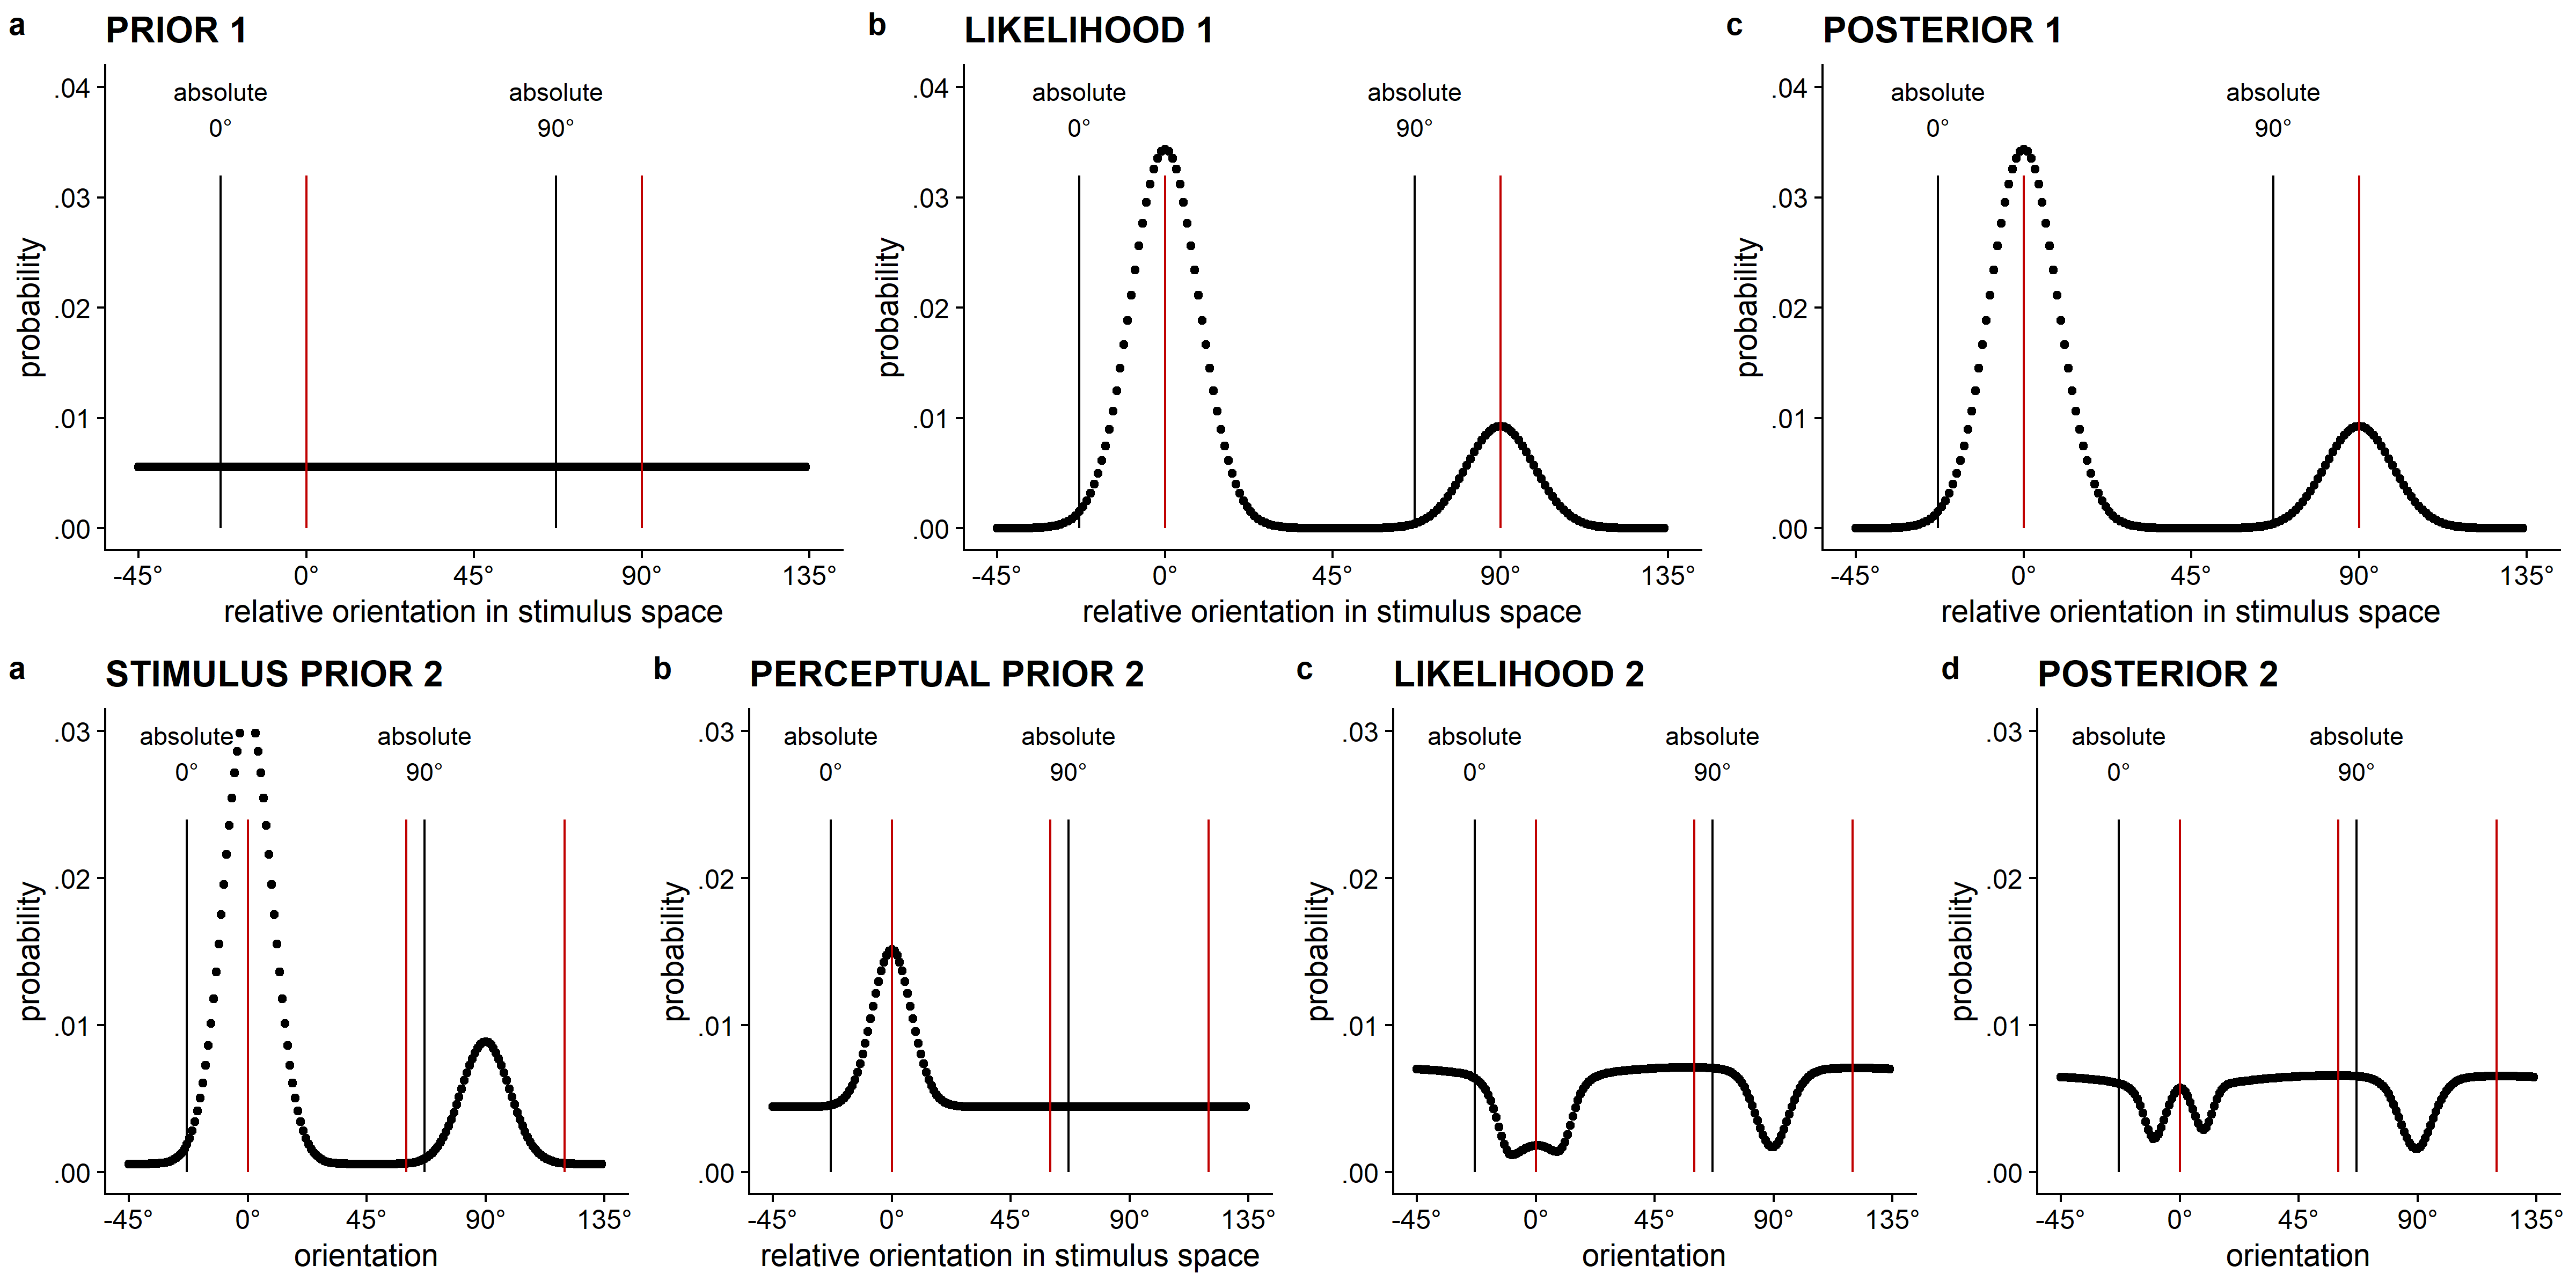 a PRIOR 1
absolute absolute
0° 90°
.04
.03
.02
.01
.00
probability
-45° 0° 45° 90° 135°
relative orientation in stimulus space
b LIKELIHOOD 1
absolute absolute
0° 90°
.04
.03
.02
.01
.00
probability
-45° 0° 45° 90° 135°
relative orientation in stimulus space
c POSTERIOR 1
absolute absolute
0° 90°
.04
.03
.02
.01
.00
probability
-45° 0° 45° 90° 135°
relative orientation in stimulus space
a STIMULUS PRIOR 2
absolute absolute
0° 90°
.03
.02
.01
.00
probability
-45° 0° 45° 90° 135°
orientation
b PERCEPTUAL PRIOR 2
absolute absolute
0° 90°
.03
.02
.01
.00
probability
-45° 0° 45° 90° 135°
relative orientation in stimulus space
c LIKELIHOOD 2
absolute absolute
0° 90°
.03
.02
.01
.00
probability
-45° 0° 45° 90° 135°
orientation
d POSTERIOR 2
absolute absolute
0° 90°
.03
.02
.01
.00
probability
-45° 0° 45° 90° 135°
orientation